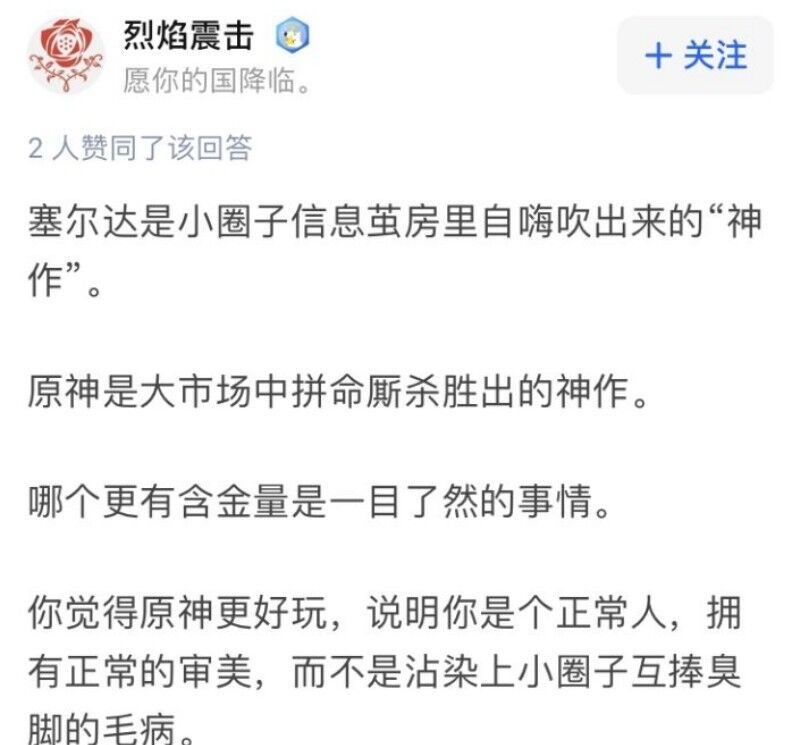 烈焰震击
愿你的国降临。
+ 关注
2 人赞同了该回答
塞尔达是小圈子信息茧房里自嗨吹出来的“神
作”。
原神是大市场中拼命厮杀胜出的神作。
哪个更有含金量是一目了然的事情。
你觉得原神更好玩，说明你是个正常人，拥
有正常的审美，而不是沾染上小圈子互捧臭
脚的毛病。